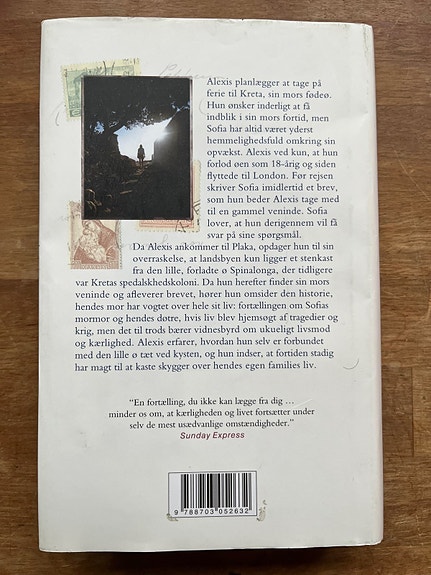 Alexis planlægger at tage på
ferie til Kreta, sin mors fødeø.
Hun ønsker inderligt at få
indblik i sin mors fortid, men
Sofia har altid været yderst
hemmelighedsfuld omkring sin
opvækst. Alexis ved kun, at hun
forlod øen som 18-årig og siden
flyttede til London. Før rejsen
skriver Sofia imidlertid et brev,
som hun beder Alexis tage med
til en gammel veninde. Sofia
lover, at hun derigennem vil få
svar på sine spørgsmål.
Da Alexis ankommer til Plaka, opdager hun til sin
overraskelse, at landsbyen kun ligger et stenkast
fra den lille, forladte ø Spinalonga, der tidligere
var Kretas spedalskhedskoloni. Da hun herefter finder sin mors
veninde og afleverer brevet, hører hun omsider den historie,
hendes mor har vogtet over hele sit liv: fortællingen om Sofias
mormor og hendes døtre, hvis liv blev hjemsøgt af tragedier og
krig, men det til trods bærer vidnesbyrd om ukueligt livsmod
og kærlighed. Alexis erfarer, hvordan hun selv er forbundet
med den lille ø tæt ved kysten, og hun indser, at fortiden stadig
har magt til at kaste skygger over hendes egen families liv.
"En fortælling, du ikke kan lægge fra dig ...
minder os om, at kærligheden og livet fortsætter under
selv de mest usædvanlige omstændigheder."
Sunday Express
9 788703 052632